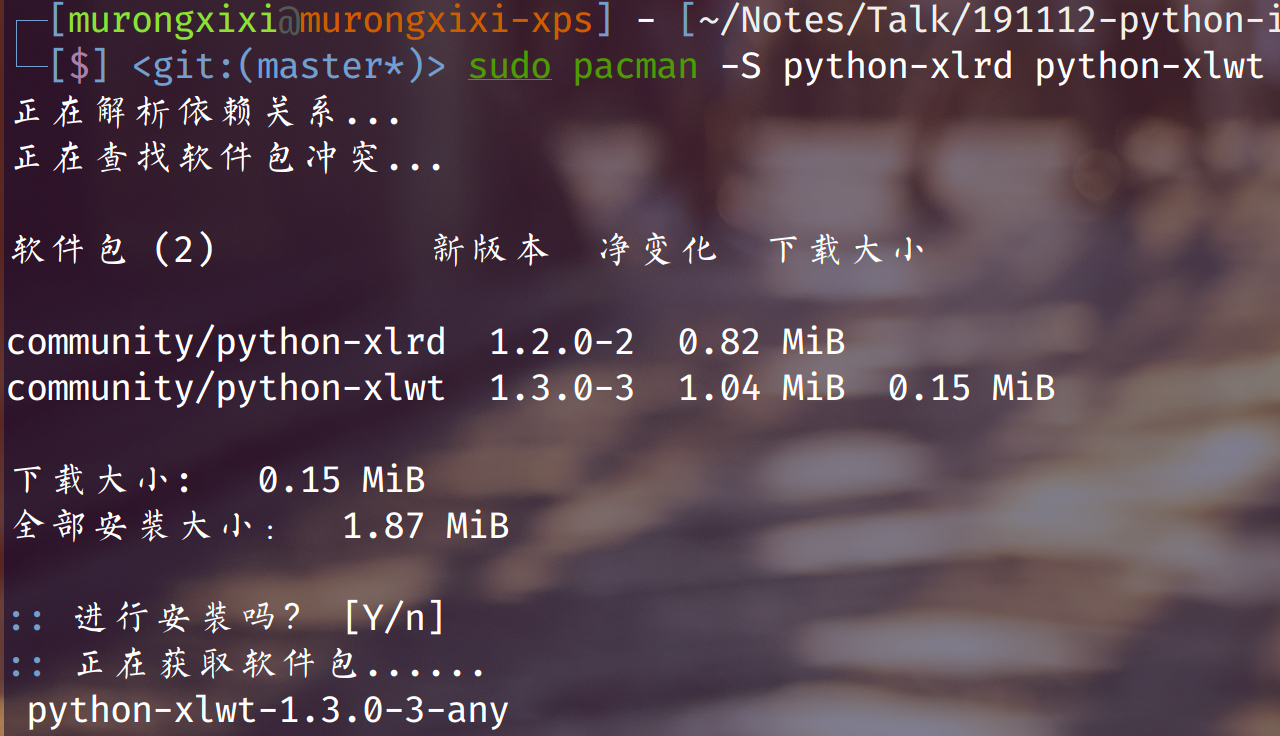 [murongxixi@murongxixi-xps] - [~/Notes/Talk/191112-python-i
[$] <git:(master*)> sudo pacman -S python-xlrd python-xlwt
正在解析依赖关系...
正在查找软件包冲突...
软件包 (2) 新版本 净变化 下载大小
community/python-xlrd 1.2.0-2 0.82 MiB
community/python-xlwt 1.3.0-3 1.04 MiB 0.15 MiB
下载大小: 0.15 MiB
全部安装大小： 1.87 MiB
:: 进行安装吗？ [Y/n]
:: 正在获取软件包......
python-xlwt-1.3.0-3-any